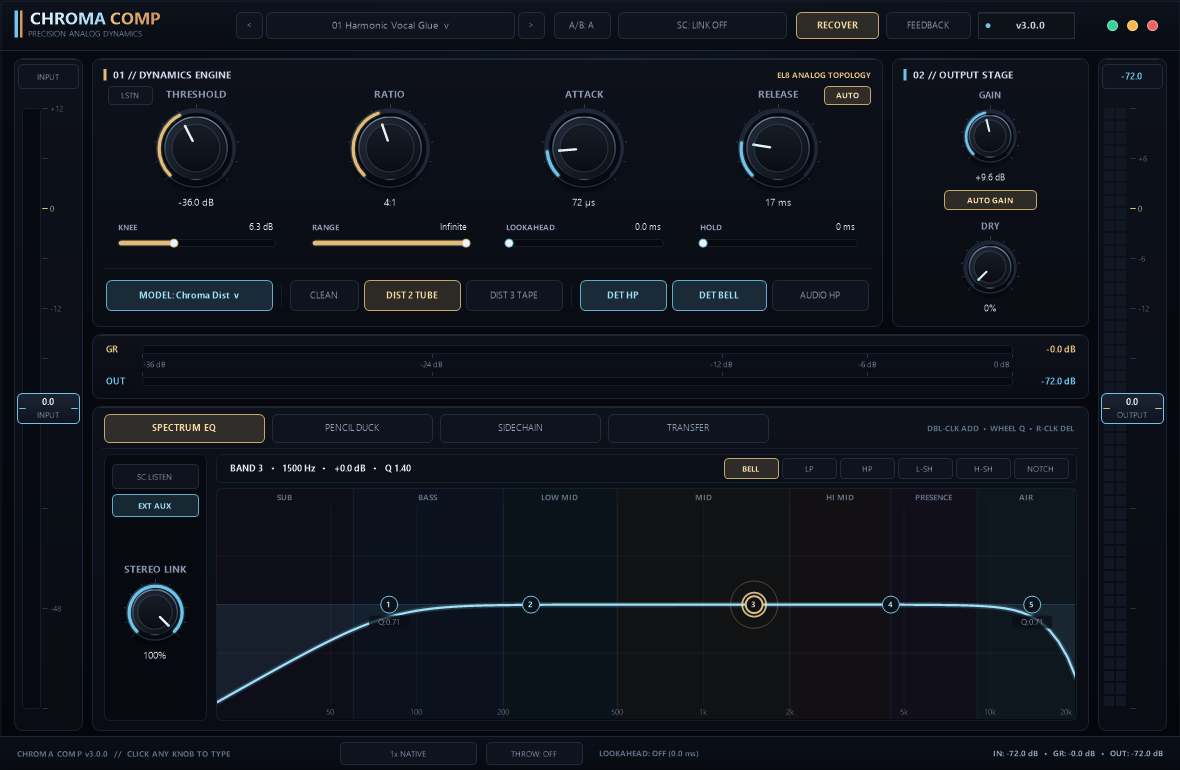 CHROMA COMP
PRECISION ANALOG DYNAMICS
< 01 Harmonic Vocal Glue v > A/B: A SC: LINK OFF RECOVER FEEDBACK v3.0.0
INPUT
+12
0
-12
-48
0.0
INPUT
01 // DYNAMICS ENGINE EL8 ANALOG TOPOLOGY
LSTN THRESHOLD RATIO ATTACK RELEASE AUTO
-36.0 dB 4:1 72 µs 17 ms
KNEE 6.3 dB RANGE Infinite LOOKAHEAD 0.0 ms HOLD 0 ms
MODEL: Chroma Dist v CLEAN DIST 2 TUBE DIST 3 TAPE DET HP DET BELL AUDIO HP
02 // OUTPUT STAGE
GAIN
+9.6 dB
AUTO GAIN
DRY
0%
-72.0
+6
0
-6
-12
0.0
OUTPUT
GR -0.0 dB
-36 dB -24 dB -12 dB -6 dB 0 dB
OUT -72.0 dB
SPECTRUM EQ PENCIL DUCK SIDECHAIN TRANSFER DBL-CLK ADD • WHEEL Q • R-CLK DEL
SC LISTEN
EXT AUX
STEREO LINK
100%
BAND 3 • 1500 Hz • +0.0 dB • Q 1.40 BELL LP HP L-SH H-SH NOTCH
SUB BASS LOW MID MID HI MID PRESENCE AIR
1 2 3 4 5
Q:0.71 Q:0.71
50 100 200 500 1k 2k 5k 10k 20k
CHROMA COMP v3.0.0 // CLICK ANY KNOB TO TYPE 1x NATIVE THROW: OFF LOOKAHEAD: OFF (0.0 ms) IN: -72.0 dB • GR: -0.0 dB • OUT: -72.0 dB